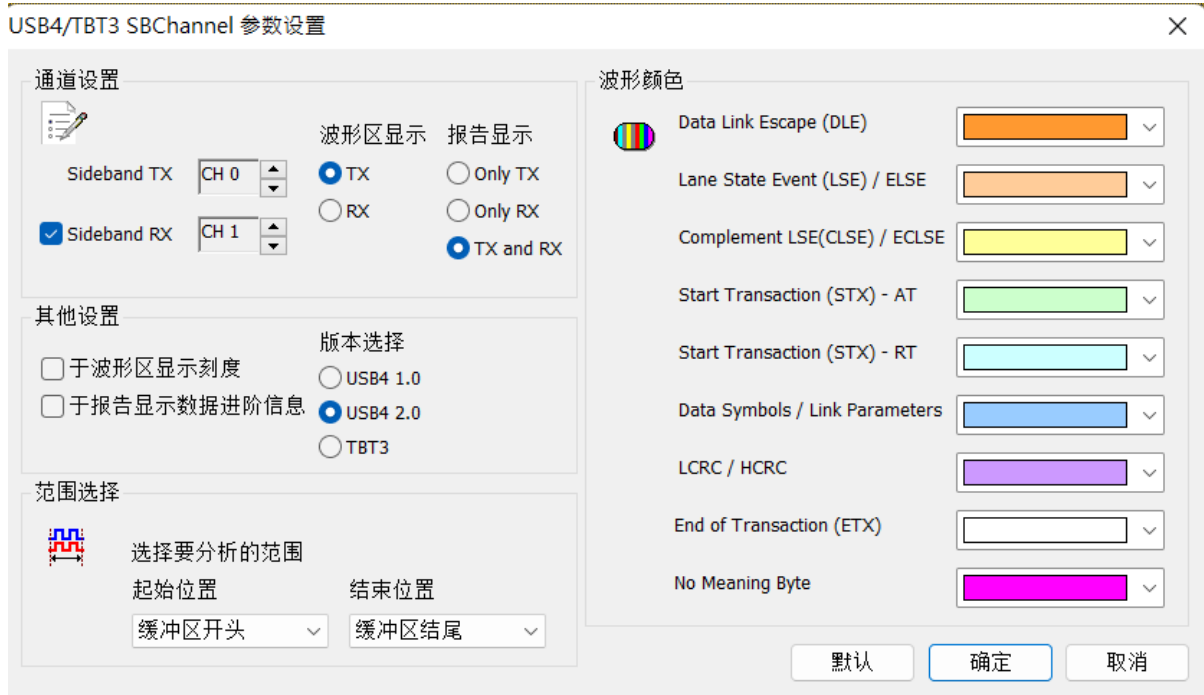 USB4/TBT3 SBChannel 参数设置
通道设置
波形区显示
报告显示
Sideband TX
CH 0
TX
Only TX
RX
Only RX
Sideband RX
CH 1
TX and RX
其他设置
版本选择
于波形区显示刻度
USB4 1.0
于报告显示数据进阶信息
USB4 2.0
TBT3
范围选择
选择要分析的范围
起始位置
结束位置
缓冲区开头
缓冲区结尾
波形颜色
Data Link Escape (DLE)
Lane State Event (LSE) / ELSE
Complement LSE(CLSE) / ECLSE
Start Transaction (STX) - AT
Start Transaction (STX) - RT
Data Symbols / Link Parameters
LCRC / HCRC
End of Transaction (ETX)
No Meaning Byte
默认
确定
取消